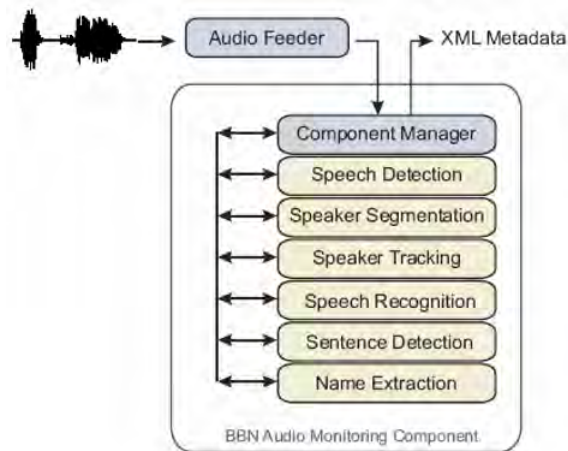 Audio Feeder
XML Metadata
Component Manager
Speech Detection
Speaker Segmentation
Speaker Tracking
Speech Recognition
Sentence Detection
Name Extraction
BBN Audio Monitoring Component